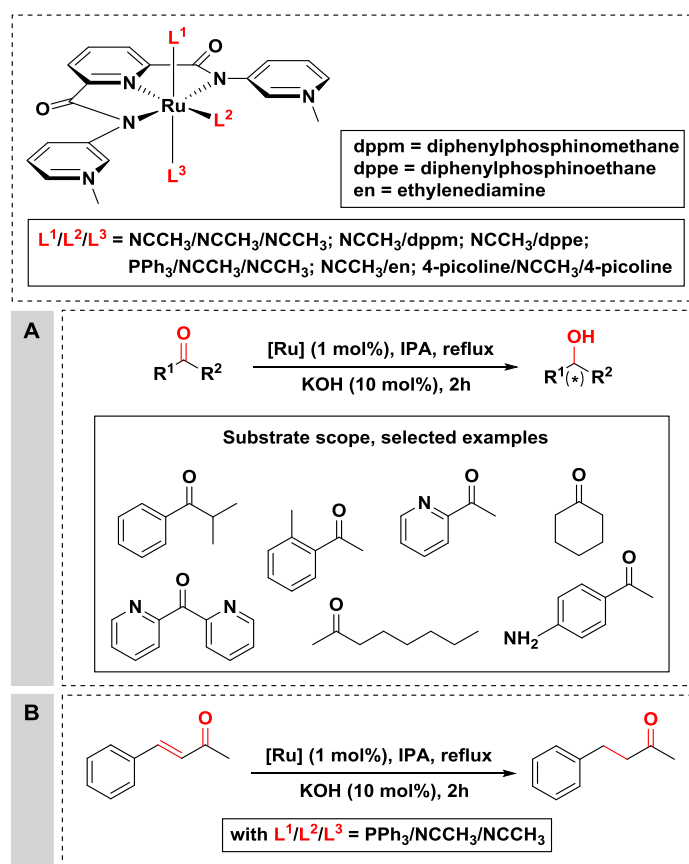 L¹
O
N
N
N
O
Ru
L²
N
L³
N
dppm = diphenylphosphinomethane
dppe = diphenylphosphinoethane
en = ethylenediamine
L¹/L²/L³ = NCCH₃/NCCH₃/NCCH₃; NCCH₃/dppm; NCCH₃/dppe;
PPh₃/NCCH₃/NCCH₃; NCCH₃/en; 4-picoline/NCCH₃/4-picoline
A
O
R¹ R²
[Ru] (1 mol%), IPA, reflux
KOH (10 mol%), 2h
OH
R¹ (*) R²
Substrate scope, selected examples
O
O
N O
O
O
N N
O
O
NH₂
B
O
[Ru] (1 mol%), IPA, reflux
KOH (10 mol%), 2h
O
with L¹/L²/L³ = PPh₃/NCCH₃/NCCH₃